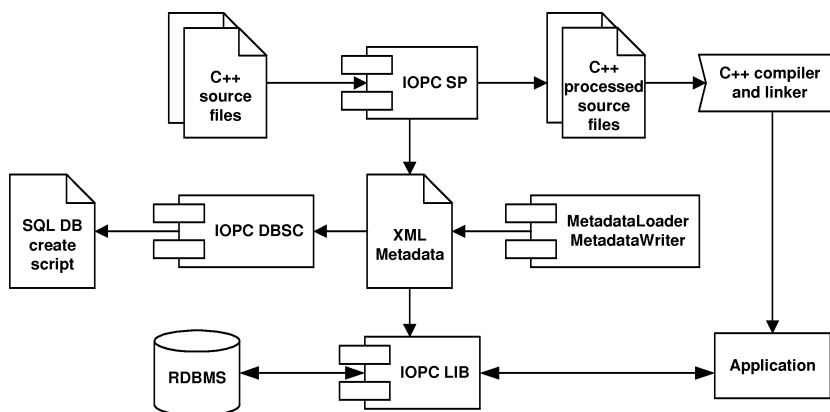 C++
source
files
IOPC SP
C++
processed
source
files
C++ compiler
and linker
SQL DB
create
script
IOPC DBSC
XML
Metadata
MetadataLoader
MetadataWriter
RDBMS
IOPC LIB
Application